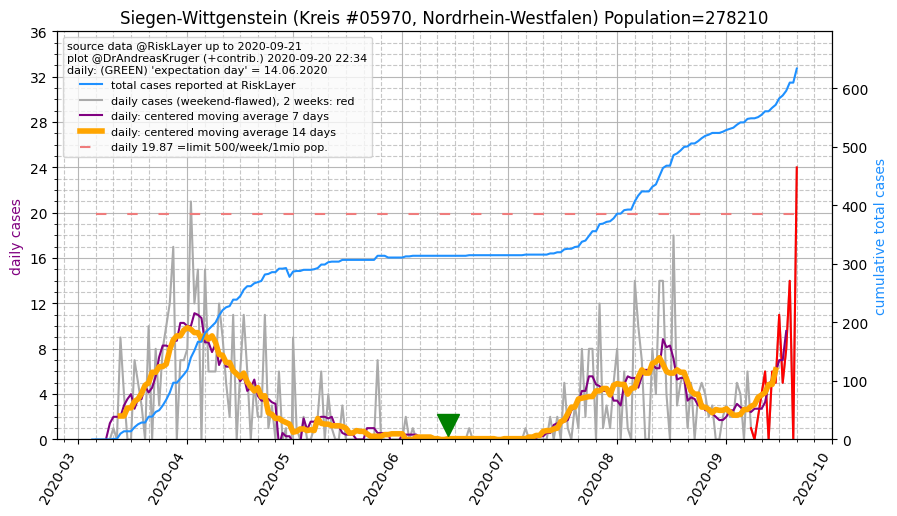 Siegen-Wittgenstein (Kreis #05970, Nordrhein-Westfalen) Population=278210
source data @RiskLayer up to 2020-09-21
plot @DrAndreasKruger (+contrib.) 2020-09-20 22:34
daily: (GREEN) 'expectation day' = 14.06.2020
total cases reported at RiskLayer
daily cases (weekend-flawed), 2 weeks: red
daily: centered moving average 7 days
daily: centered moving average 14 days
daily 19.87 =limit 500/week/1mio pop.
daily cases
36
32
28
24
20
16
12
8
4
0
cumulative total cases
600
500
400
300
200
100
0
2020-03
2020-04
2020-05
2020-06
2020-07
2020-08
2020-09
2020-10